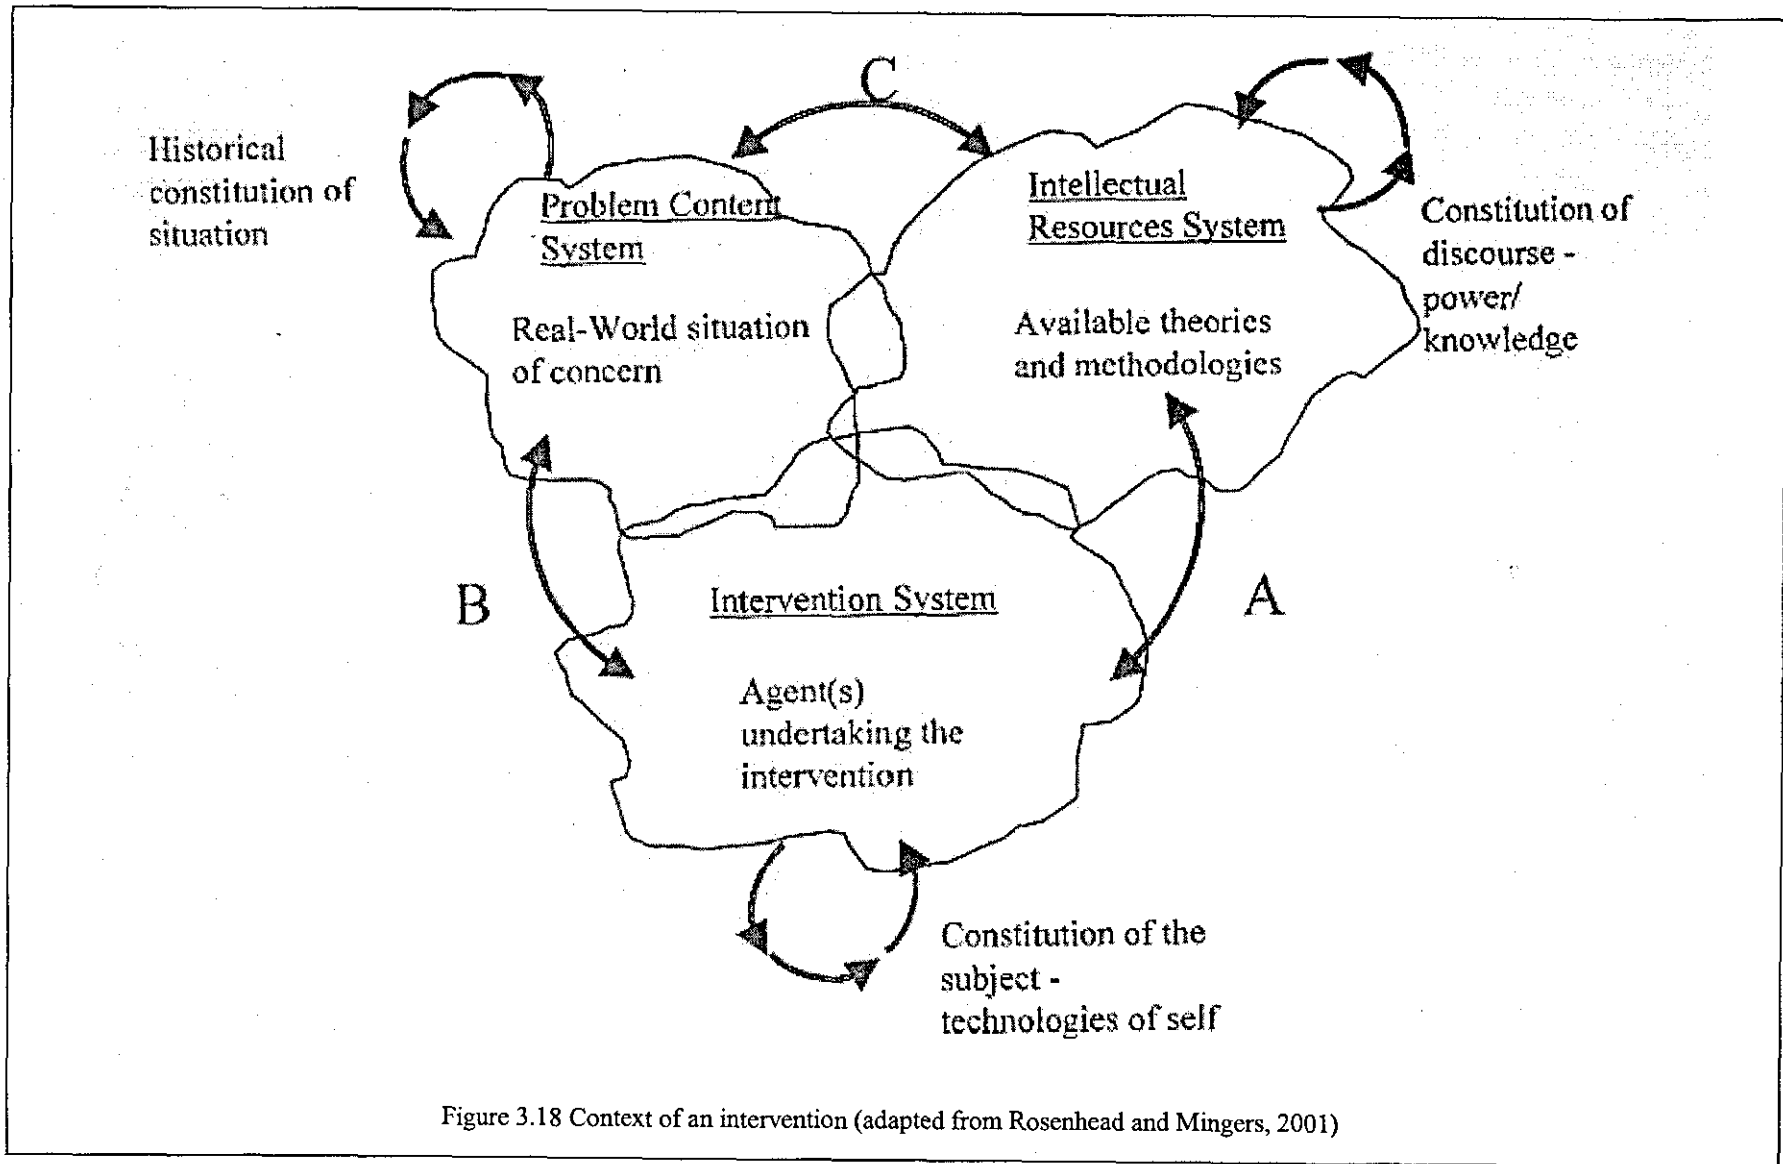 C
Historical
constitution of
situation
Problem Content
System
Real-World situation
of concern
Intellectual
Resources System
Available theories
and methodologies
Constitution of
discourse -
power/
knowledge
B
A
Intervention System
Agent(s)
undertaking the
intervention
Constitution of the
subject -
technologies of self
Figure 3.18 Context of an intervention (adapted from Rosenhead and Mingers, 2001)